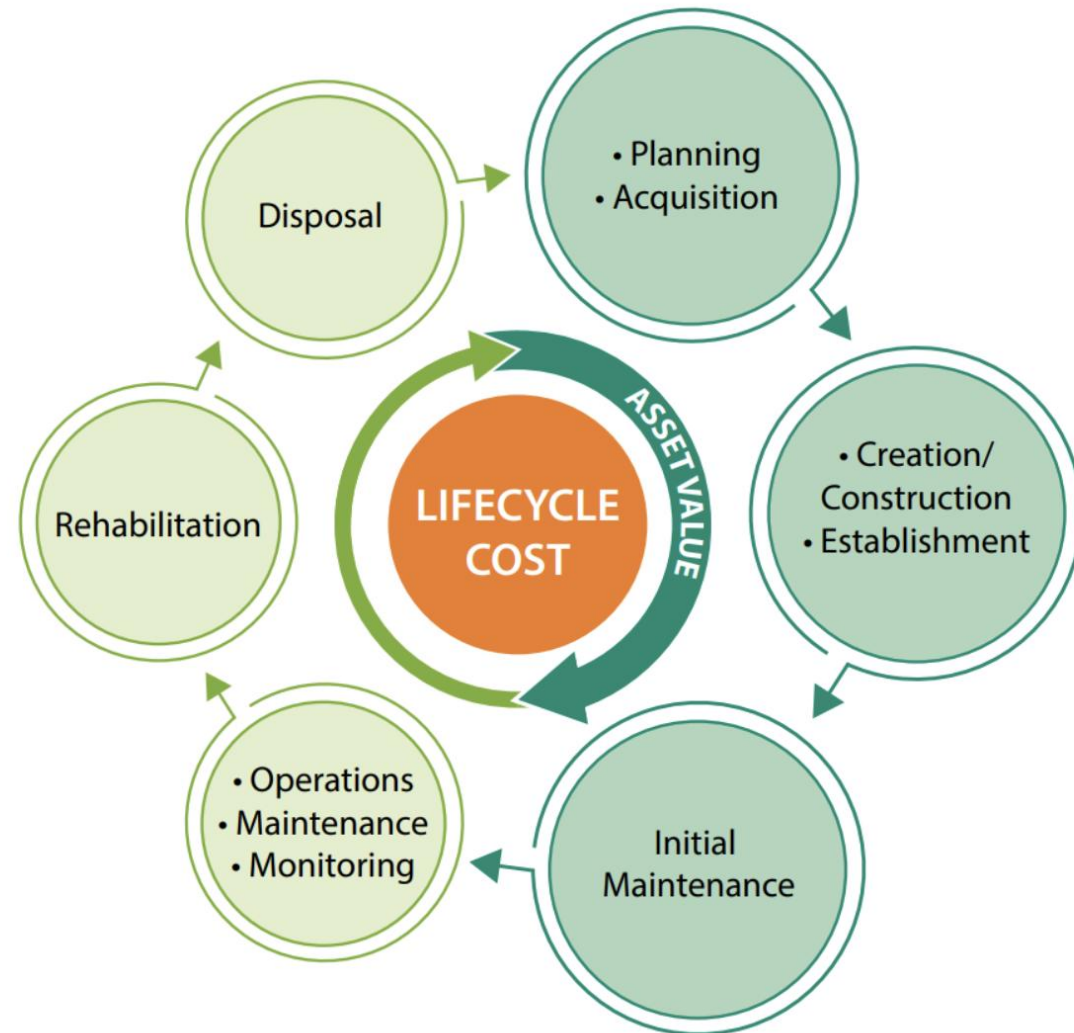 • Planning
• Acquisition
• Creation/
Construction
• Establishment
Initial
Maintenance
• Operations
• Maintenance
• Monitoring
Rehabilitation
Disposal
ASSET VALUE
LIFECYCLE
COST